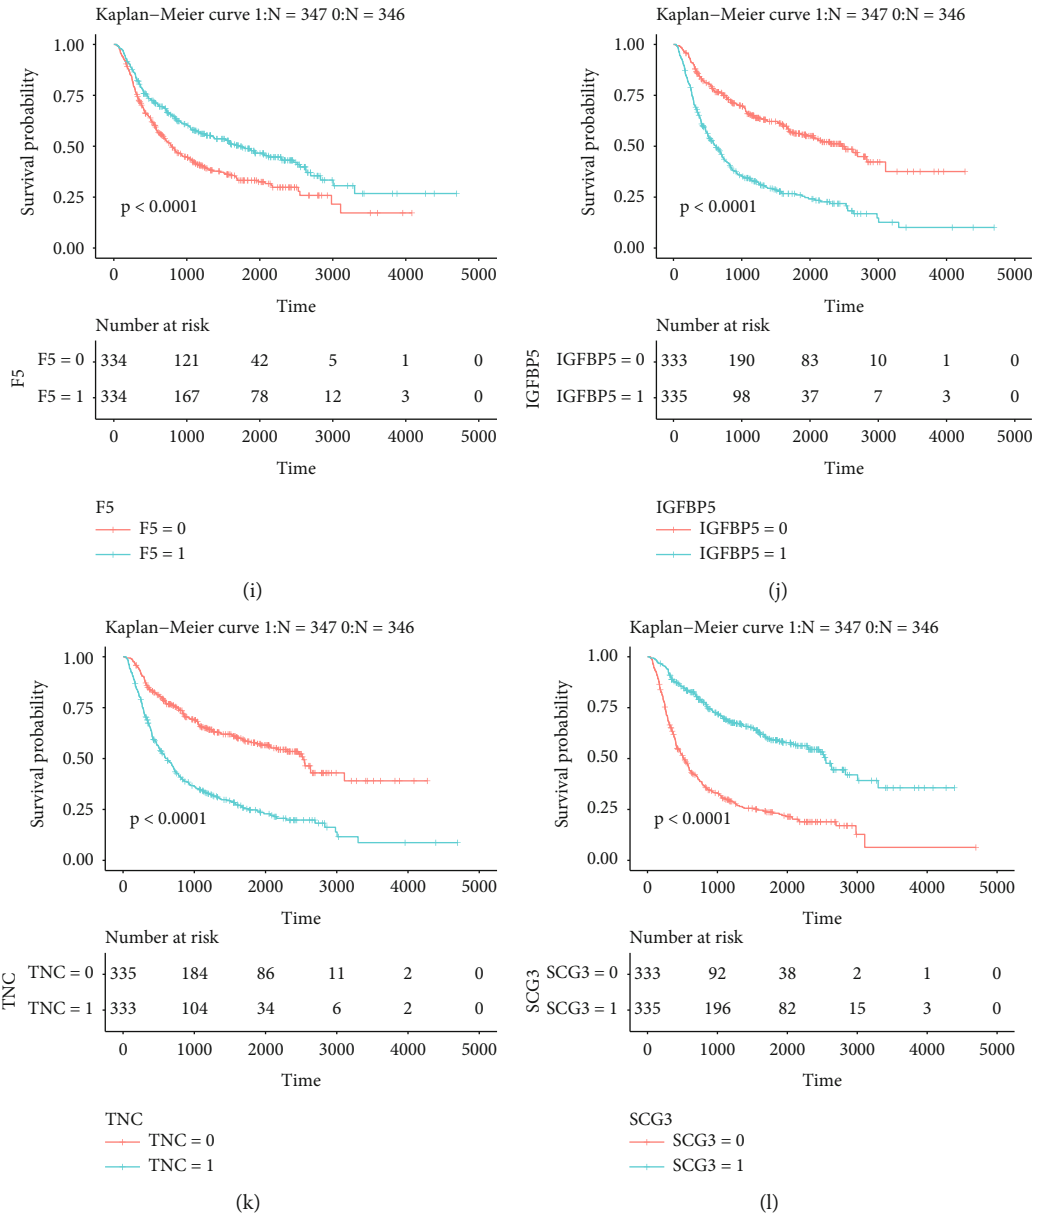 Kaplan−Meier curve 1:N = 347 0:N = 346
1.00
0.75
0.50
0.25
0.00
Survival probability
p < 0.0001
0 1000 2000 3000 4000 5000
Time
Number at risk
F5
F5 = 0 334 121 42 5 1 0
F5 = 1 334 167 78 12 3 0
0 1000 2000 3000 4000 5000
Time
F5
F5 = 0
F5 = 1
(i)
Kaplan−Meier curve 1:N = 347 0:N = 346
1.00
0.75
0.50
0.25
0.00
Survival probability
p < 0.0001
0 1000 2000 3000 4000 5000
Time
Number at risk
IGFBP5
IGFBP5 = 0 333 190 83 10 1 0
IGFBP5 = 1 335 98 37 7 3 0
0 1000 2000 3000 4000 5000
Time
IGFBP5
IGFBP5 = 0
IGFBP5 = 1
(j)
Kaplan−Meier curve 1:N = 347 0:N = 346
1.00
0.75
0.50
0.25
0.00
Survival probability
p < 0.0001
0 1000 2000 3000 4000 5000
Time
Number at risk
TNC
TNC = 0 335 184 86 11 2 0
TNC = 1 333 104 34 6 2 0
0 1000 2000 3000 4000 5000
Time
TNC
TNC = 0
TNC = 1
(k)
Kaplan−Meier curve 1:N = 347 0:N = 346
1.00
0.75
0.50
0.25
0.00
Survival probability
p < 0.0001
0 1000 2000 3000 4000 5000
Time
Number at risk
SCG3
SCG3 = 0 333 92 38 2 1 0
SCG3 = 1 335 196 82 15 3 0
0 1000 2000 3000 4000 5000
Time
SCG3
SCG3 = 0
SCG3 = 1
(l)